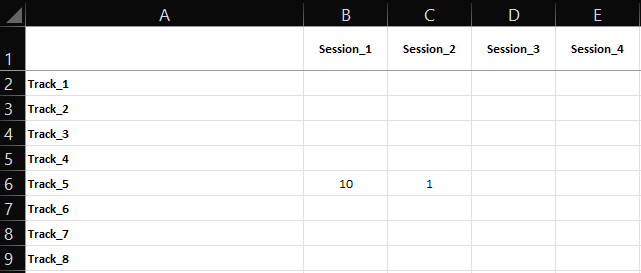 A B C D E
1 Session_1 Session_2 Session_3 Session_4
2 Track_1
3 Track_2
4 Track_3
5 Track_4
6 Track_5 10 1
7 Track_6
8 Track_7
9 Track_8